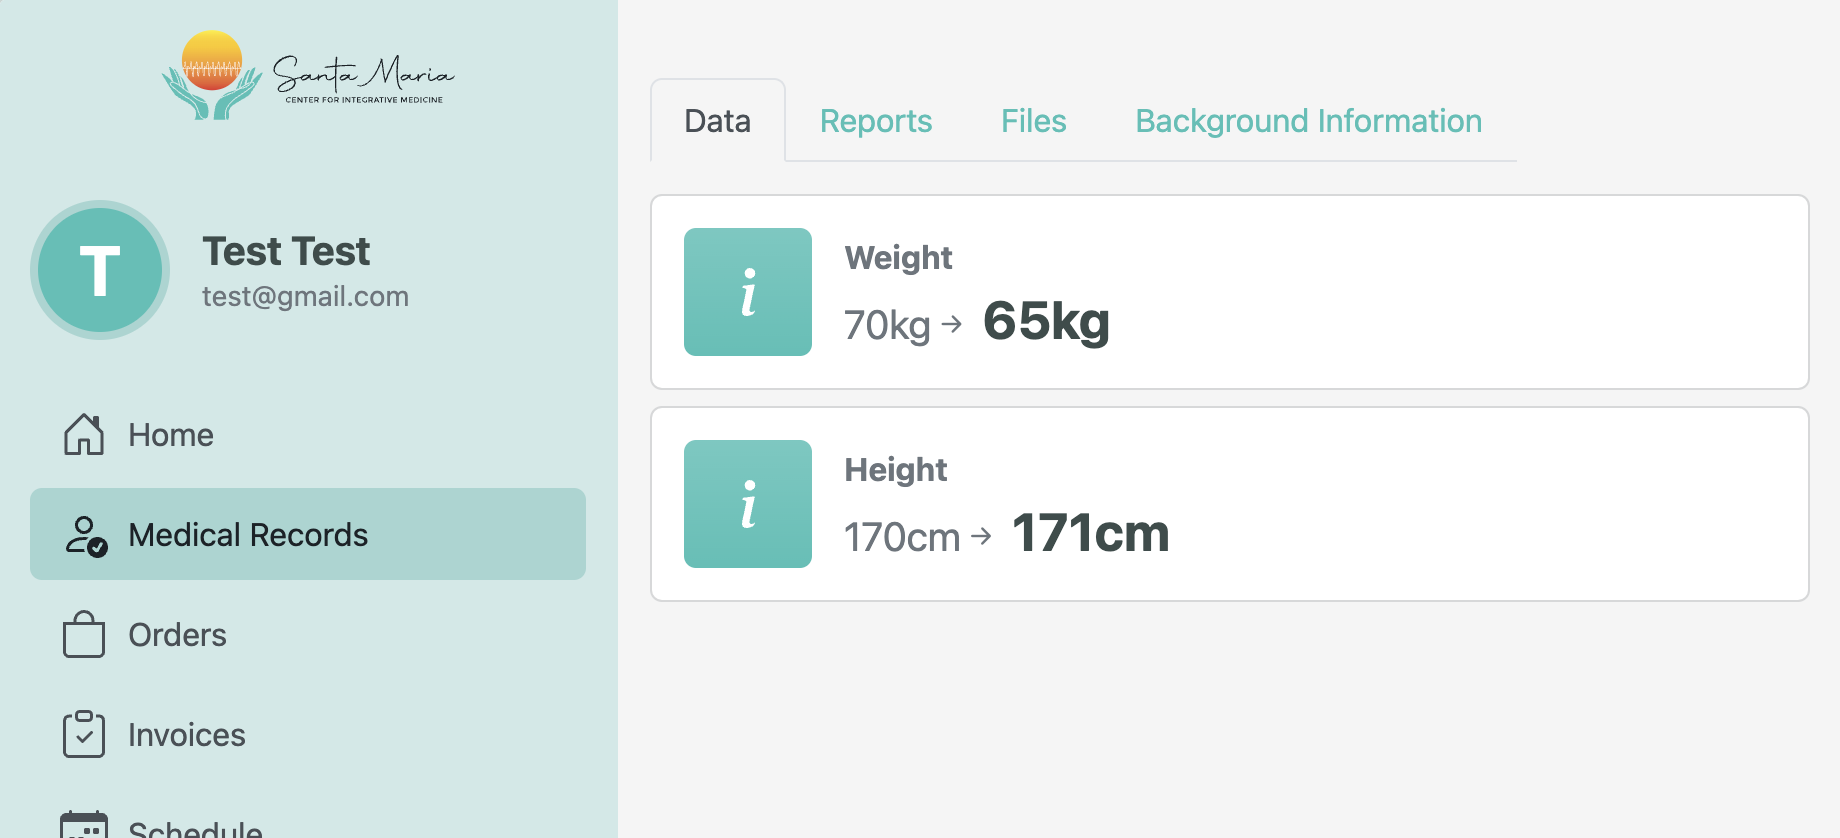 Santa Maria
CENTER FOR INTEGRATIVE MEDICINE
T
Test Test
test@gmail.com
Home
Medical Records
Orders
Invoices
Schedule
Data
Reports
Files
Background Information
i
Weight
70kg → 65kg
i
Height
170cm → 171cm